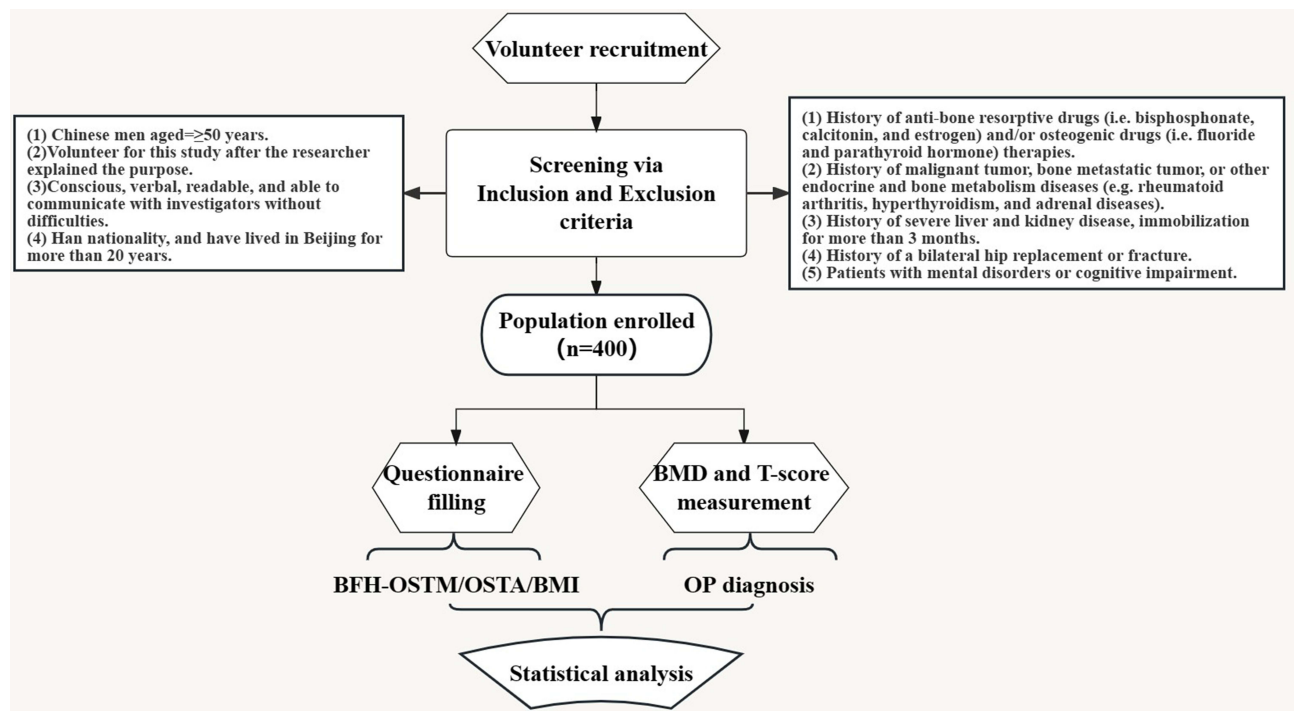 Volunteer recruitment
(1) Chinese men aged=≥50 years.
(2)Volunteer for this study after the researcher
explained the purpose.
(3)Conscious, verbal, readable, and able to
communicate with investigators without
difficulties.
(4) Han nationality, and have lived in Beijing for
more than 20 years.
Screening via
Inclusion and Exclusion
criteria
(1) History of anti-bone resorptive drugs (i.e. bisphosphonate,
calcitonin, and estrogen) and/or osteogenic drugs (i.e. fluoride
and parathyroid hormone) therapies.
(2) History of malignant tumor, bone metastatic tumor, or other
endocrine and bone metabolism diseases (e.g. rheumatoid
arthritis, hyperthyroidism, and adrenal diseases).
(3) History of severe liver and kidney disease, immobilization
for more than 3 months.
(4) History of a bilateral hip replacement or fracture.
(5) Patients with mental disorders or cognitive impairment.
Population enrolled
(n=400)
Questionnaire
filling
BMD and T-score
measurement
BFH-OSTM/OSTA/BMI
OP diagnosis
Statistical analysis